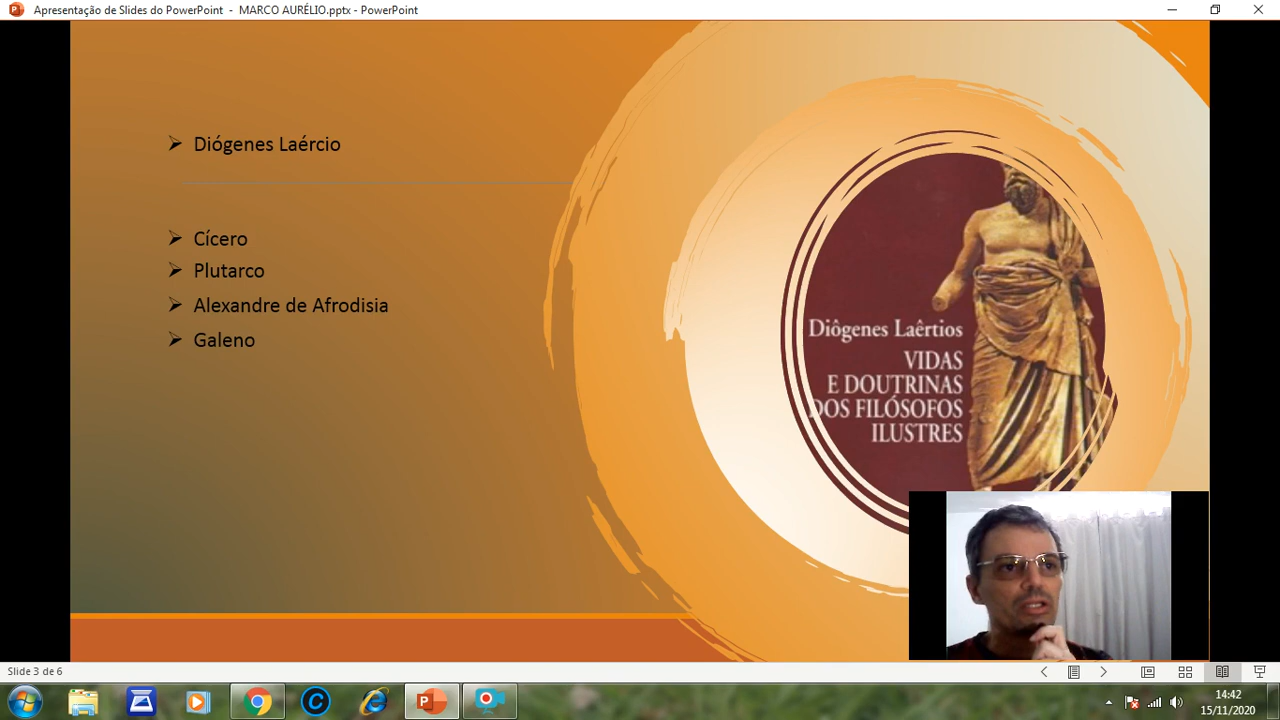 Apresentação de Slides do PowerPoint - MARCO AURÉLIO.pptx - PowerPoint
Diógenes Laércio
Cícero
Plutarco
Alexandre de Afrodisia
Galeno
Diôgenes Laêrtios
VIDAS
E DOUTRINAS
DOS FILÓSOFOS
ILUSTRES
Slide 3 de 6
14:42
15/11/2020